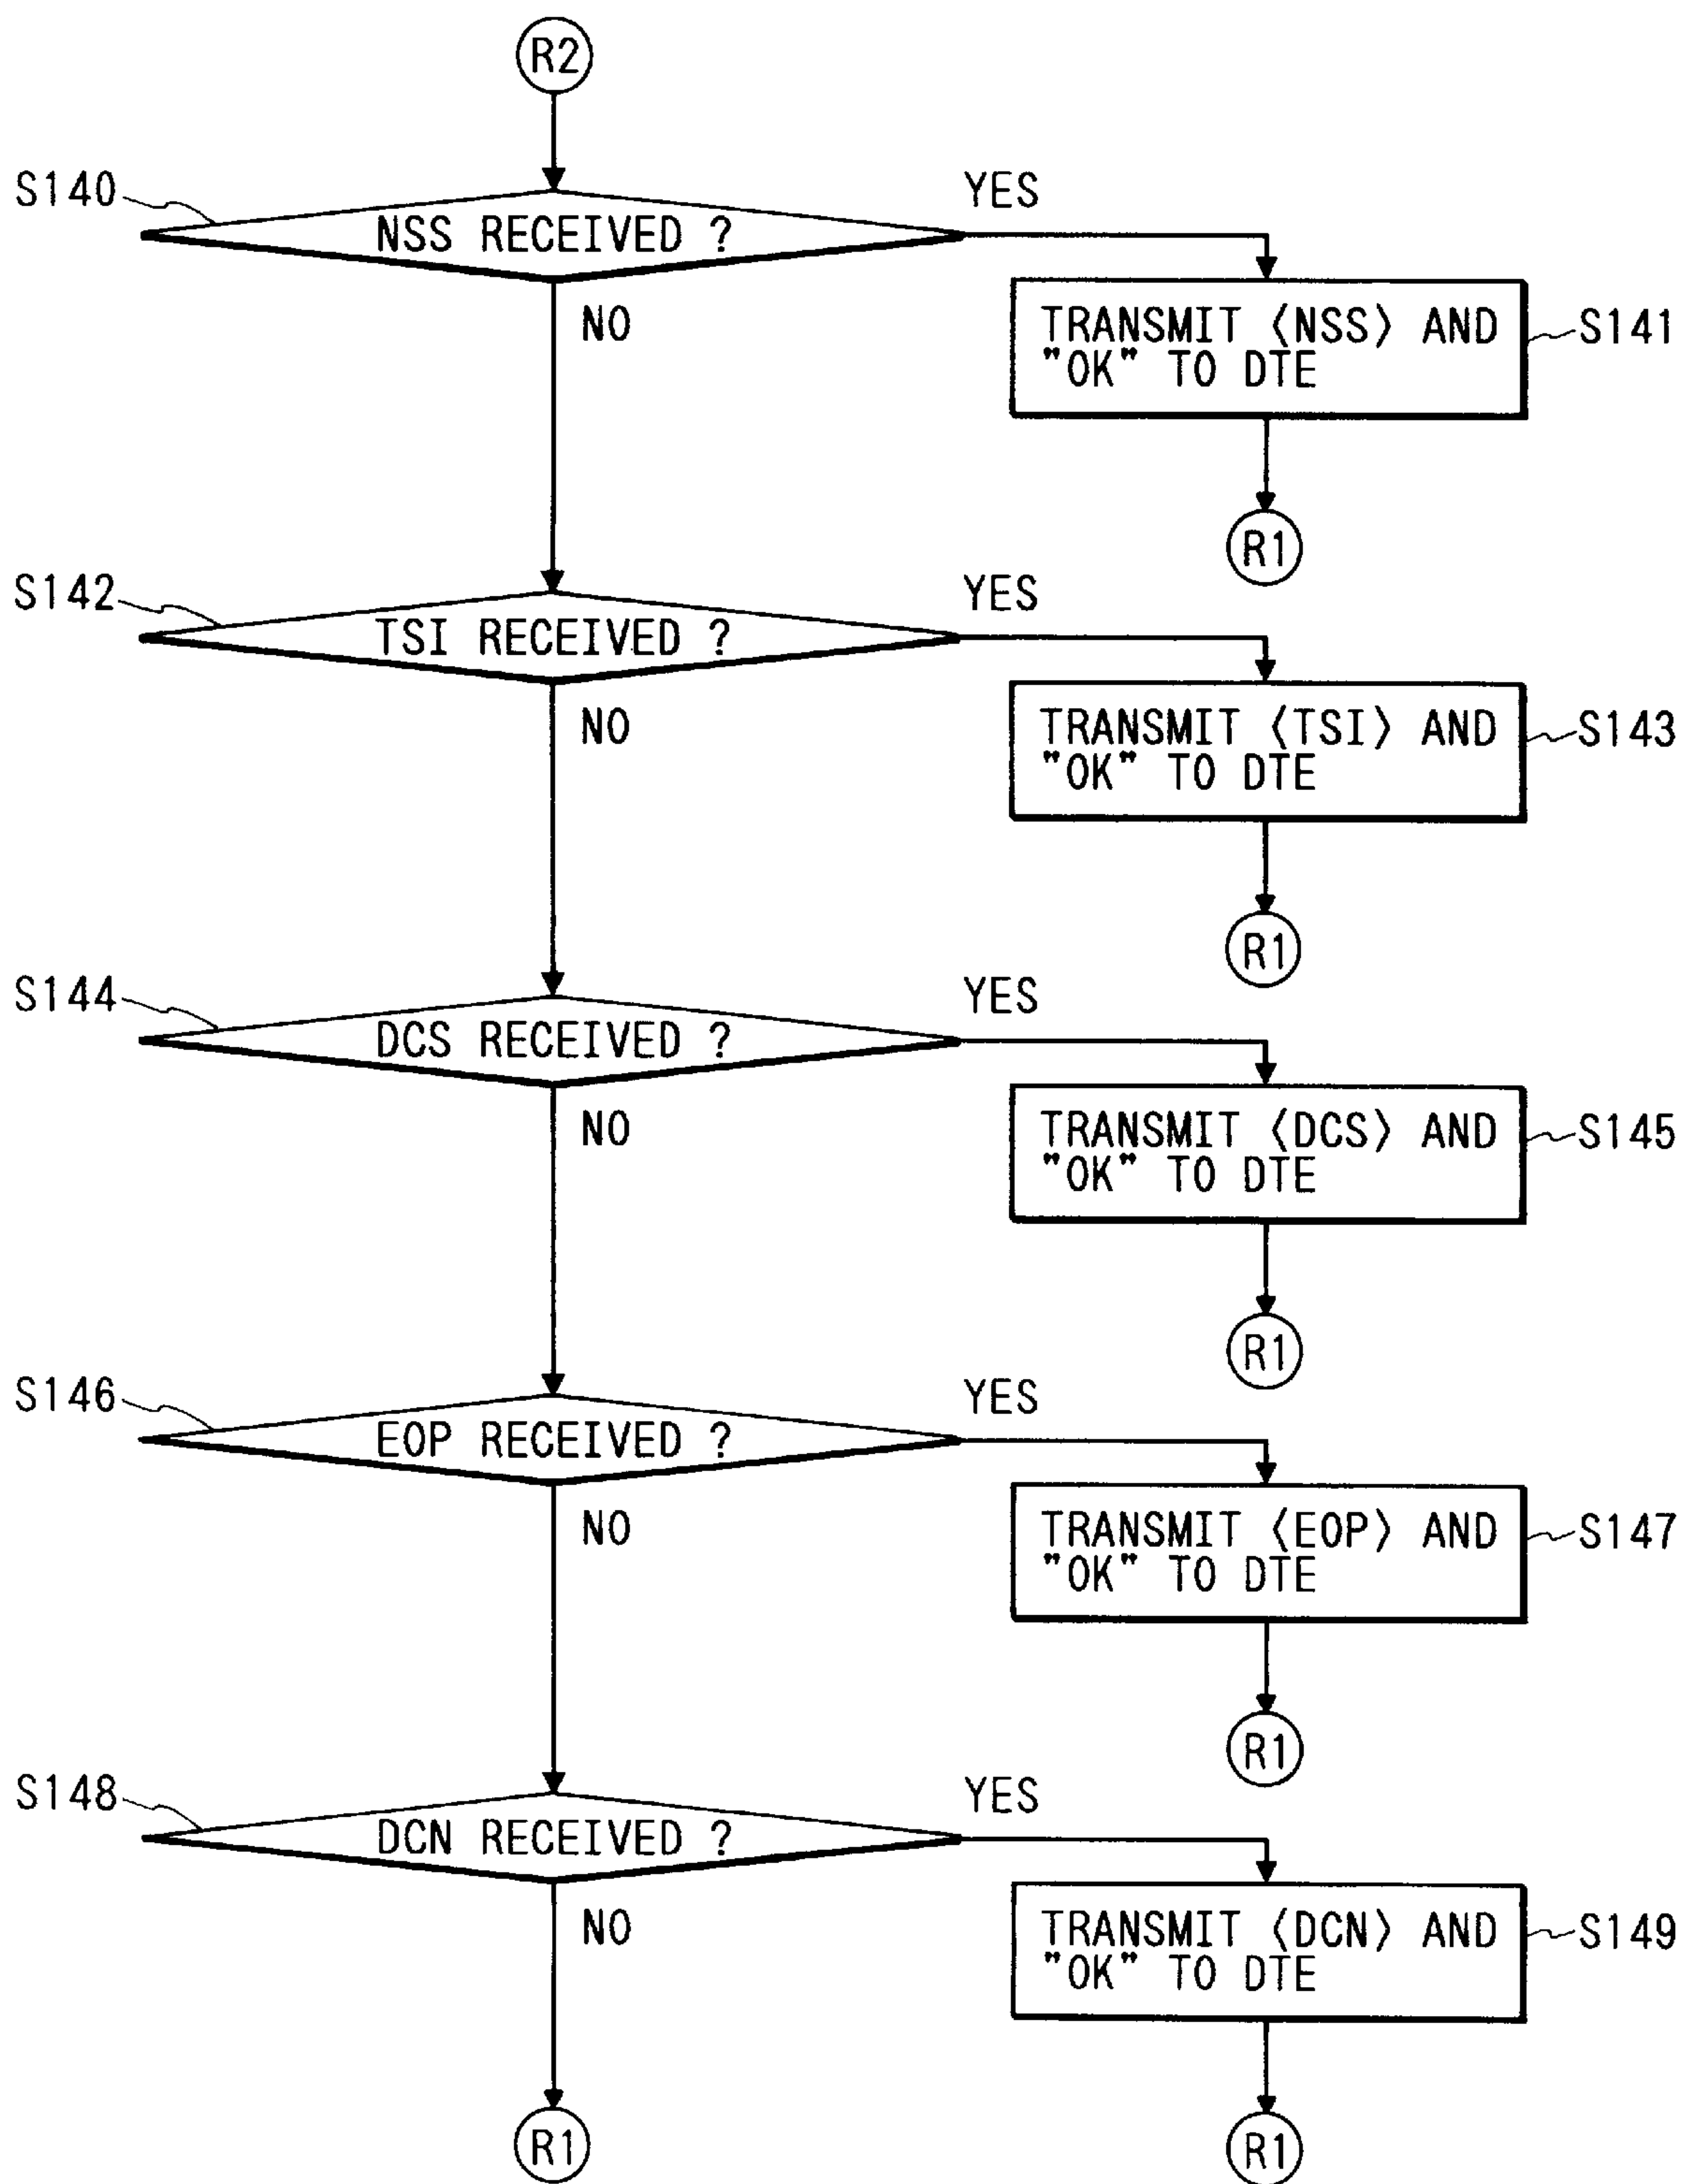 R2
S140
NSS RECEIVED ?
YES
NO
TRANSMIT 〈NSS〉 AND
"OK" TO DTE
S141
R1
S142
TSI RECEIVED ?
YES
NO
TRANSMIT 〈TSI〉 AND
"OK" TO DTE
S143
R1
S144
DCS RECEIVED ?
YES
NO
TRANSMIT 〈DCS〉 AND
"OK" TO DTE
S145
R1
S146
EOP RECEIVED ?
YES
NO
TRANSMIT 〈EOP〉 AND
"OK" TO DTE
S147
R1
S148
DCN RECEIVED ?
YES
NO
TRANSMIT 〈DCN〉 AND
"OK" TO DTE
S149
R1
R1